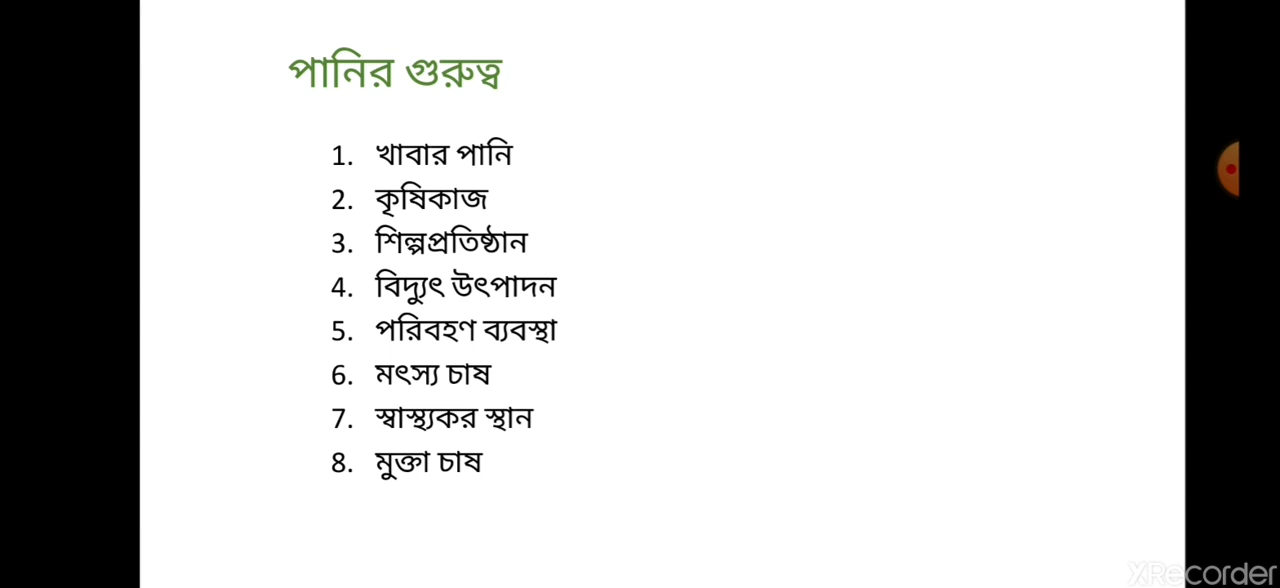 পানির গুরুত্ব
1. খাবার পানি
2. কৃষিকাজ
3. শিল্পপ্রতিষ্ঠান
4. বিদ্যুৎ উৎপাদন
5. পরিবহণ ব্যবস্থা
6. মৎস্য চাষ
7. স্বাস্থ্যকর স্থান
8. মুক্তা চাষ
XRecorder